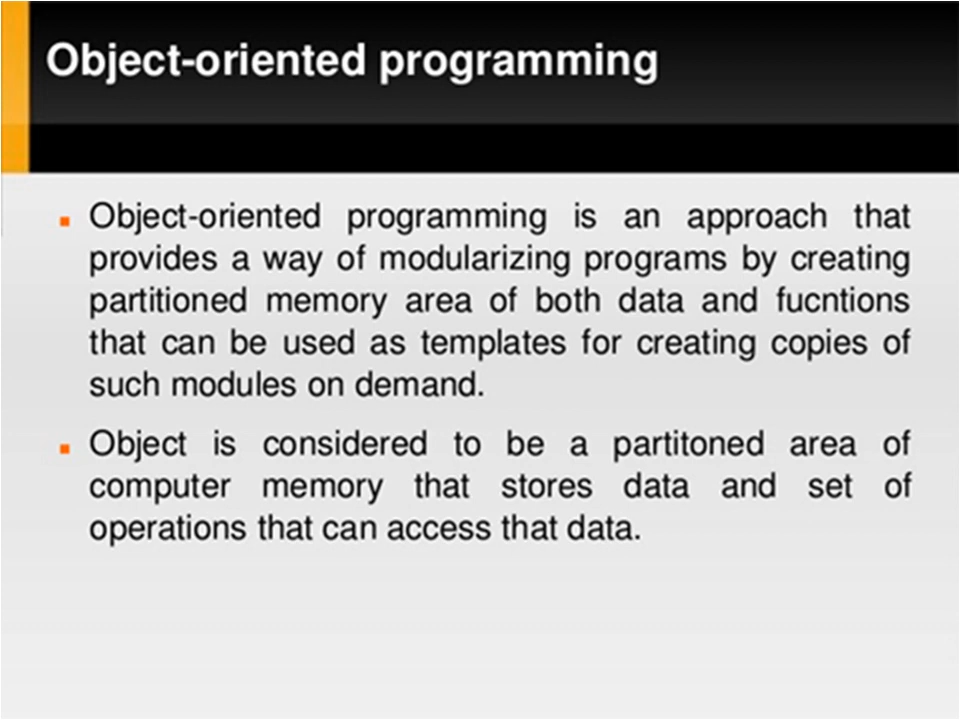 Object-oriented programming
Object-oriented programming is an approach that
provides a way of modularizing programs by creating
partitioned memory area of both data and fucntions
that can be used as templates for creating copies of
such modules on demand.
Object is considered to be a partitoned area of
computer memory that stores data and set of
operations that can access that data.